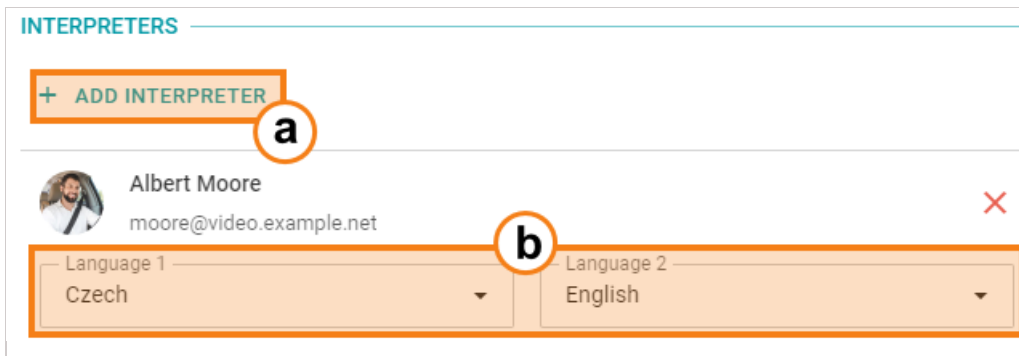 INTERPRETERS
+ ADD INTERPRETER
a
Albert Moore
moore@video.example.net
b
Language 1 Language 2
Czech English